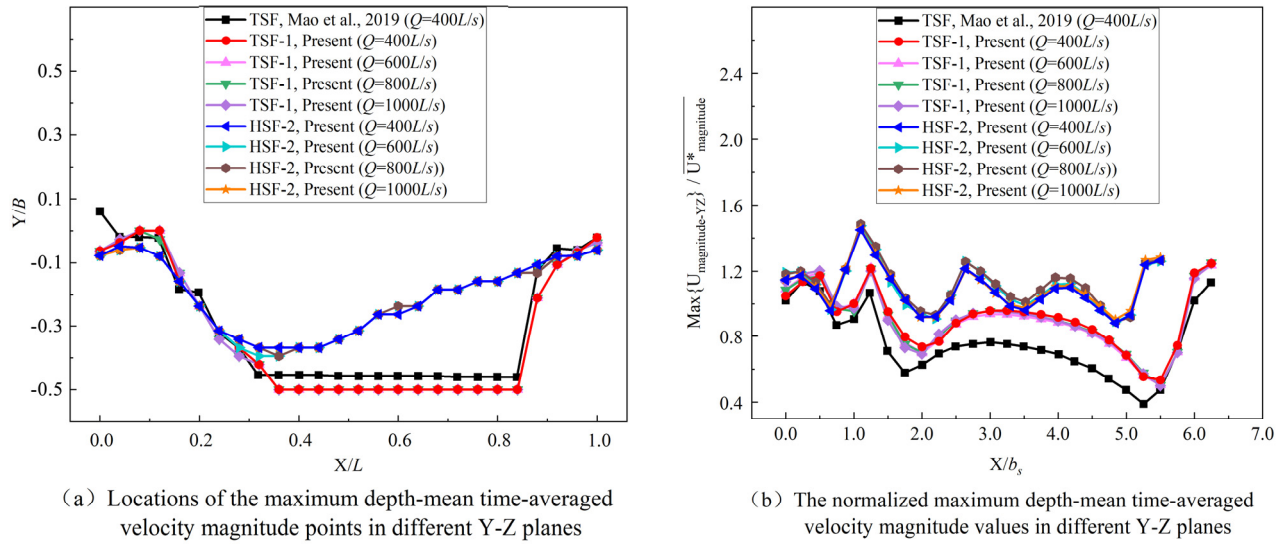 TSF, Mao et al., 2019 (Q=400L/s)
TSF-1, Present (Q=400L/s)
TSF-1, Present (Q=600L/s)
TSF-1, Present (Q=800L/s)
TSF-1, Present (Q=1000L/s)
HSF-2, Present (Q=400L/s)
HSF-2, Present (Q=600L/s)
HSF-2, Present (Q=800L/s))
HSF-2, Present (Q=1000L/s)
0.5
0.3
0.1
-0.1
-0.3
-0.5
Y/B
0.0 0.2 0.4 0.6 0.8 1.0
X/L
(a) Locations of the maximum depth-mean time-averaged
velocity magnitude points in different Y-Z planes
TSF, Mao et al., 2019 (Q=400L/s)
TSF-1, Present (Q=400L/s)
TSF-1, Present (Q=600L/s)
TSF-1, Present (Q=800L/s)
TSF-1, Present (Q=1000L/s)
HSF-2, Present (Q=400L/s)
HSF-2, Present (Q=600L/s)
HSF-2, Present (Q=800L/s))
HSF-2, Present (Q=1000L/s)
2.4
2.0
1.6
1.2
0.8
0.4
Max{U magnitude-YZ} / U* magnitude
0.0 1.0 2.0 3.0 4.0 5.0 6.0 7.0
X/bs
(b) The normalized maximum depth-mean time-averaged
velocity magnitude values in different Y-Z planes